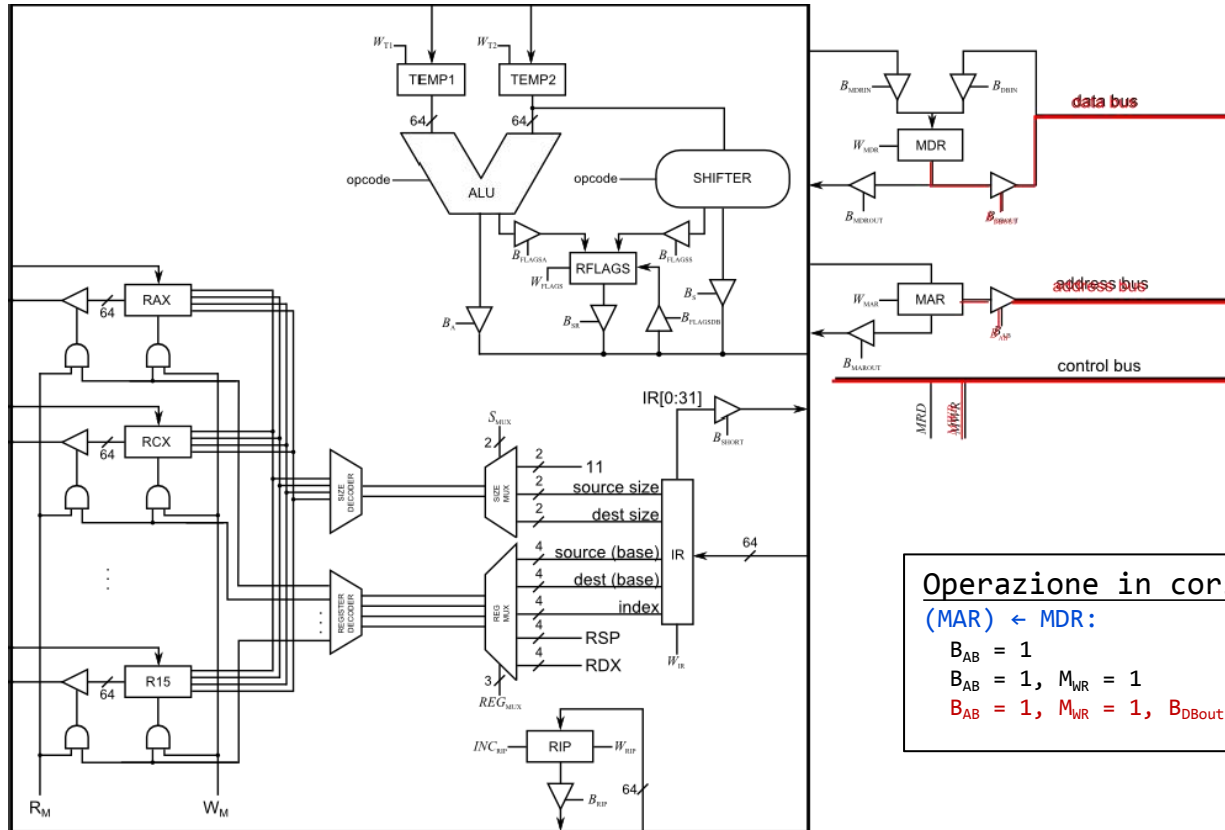 W_T1
W_T2
TEMP1
TEMP2
64
64
opcode
ALU
opcode
SHIFTER
B_FLAGSA
B_FLAGSS
W_FLAGS
RFLAGS
B_A
B_SR
B_FLAGSDB
B_S
B_MDRIN
B_DBIN
data bus
W_MDR
MDR
B_MDROUT
B_DBOUT
address bus
W_MAR
MAR
B_AB
B_MAROUT
control bus
MRD
MWR
RAX
64
RCX
64
R15
64
R_M
W_M
SIZE DECODER
REGISTER DECODER
S_MUX
2
SIZE MUX
2
11
2
source size
2
dest size
REG MUX
4
source (base)
4
dest (base)
4
index
4
RSP
4
RDX
3
REG_MUX
IR[0:31]
B_SHORT
IR
64
W_IR
INC_RIP
RIP
W_RIP
B_RIP
64
Operazione in cor
(MAR) ← MDR:
B_AB = 1
B_AB = 1, M_WR = 1
B_AB = 1, M_WR = 1, B_DBout